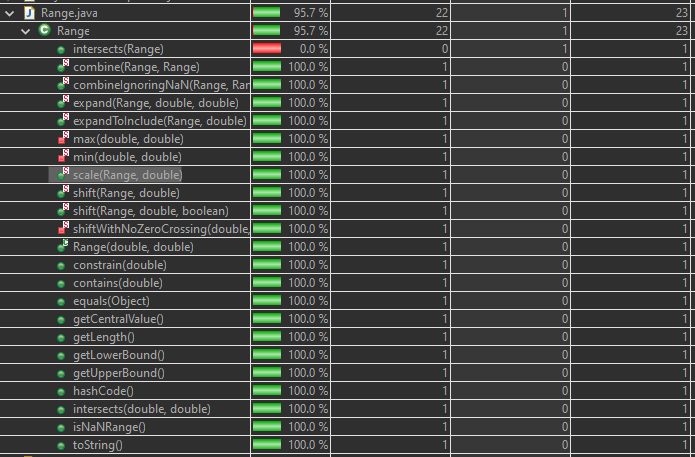 Range.java 95.7 % 22 1 23
Range 95.7 % 22 1 23
intersects(Range) 0.0 % 0 1 1
combine(Range, Range) 100.0 % 1 0 1
combineIgnoringNaN(Range, Ran 100.0 % 1 0 1
expand(Range, double, double) 100.0 % 1 0 1
expandToInclude(Range, double) 100.0 % 1 0 1
max(double, double) 100.0 % 1 0 1
min(double, double) 100.0 % 1 0 1
scale(Range, double) 100.0 % 1 0 1
shift(Range, double) 100.0 % 1 0 1
shift(Range, double, boolean) 100.0 % 1 0 1
shiftWithNoZeroCrossing(double, 100.0 % 1 0 1
Range(double, double) 100.0 % 1 0 1
constrain(double) 100.0 % 1 0 1
contains(double) 100.0 % 1 0 1
equals(Object) 100.0 % 1 0 1
getCentralValue() 100.0 % 1 0 1
getLength() 100.0 % 1 0 1
getLowerBound() 100.0 % 1 0 1
getUpperBound() 100.0 % 1 0 1
hashCode() 100.0 % 1 0 1
intersects(double, double) 100.0 % 1 0 1
isNaNRange() 100.0 % 1 0 1
toString() 100.0 % 1 0 1